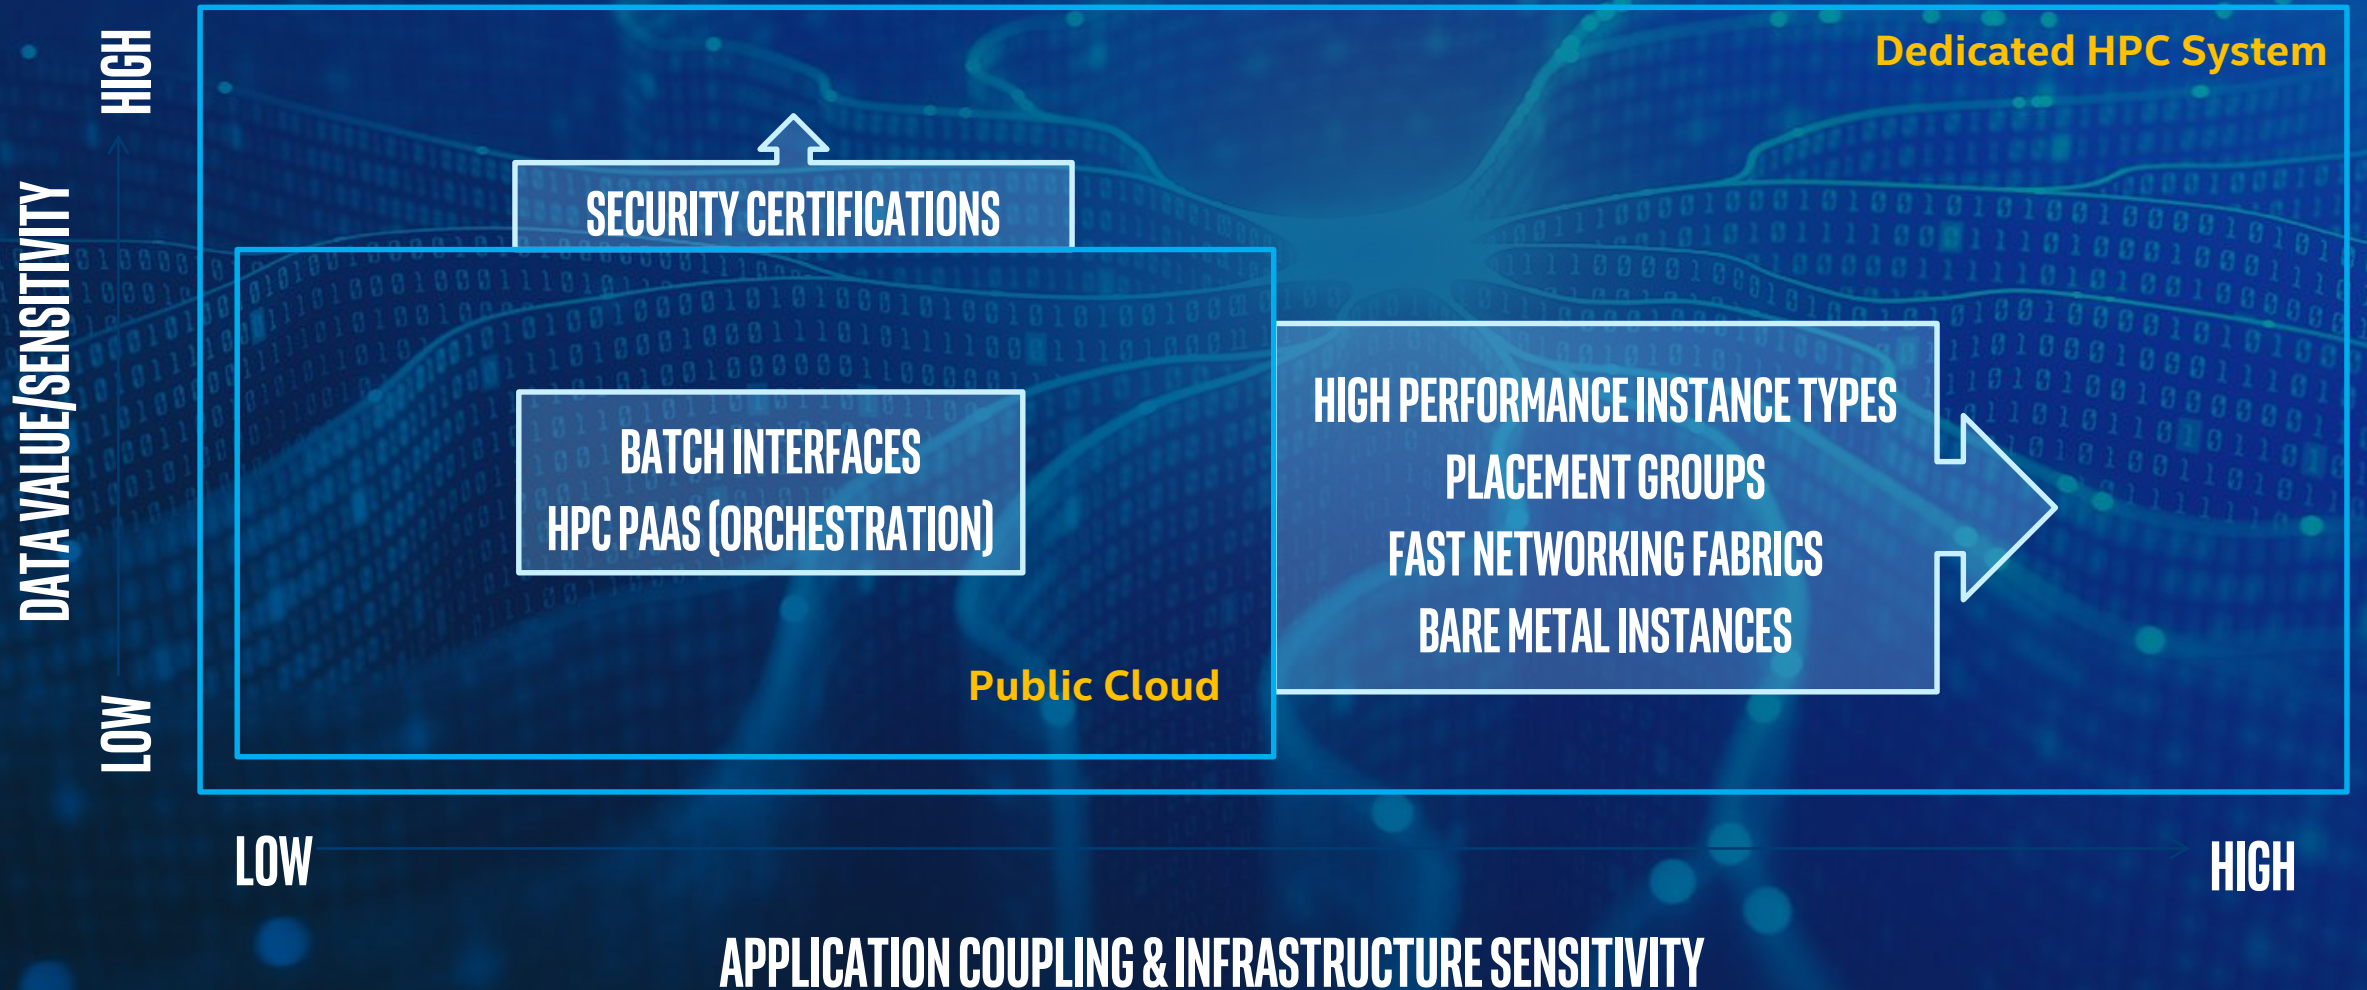 Dedicated HPC System
HIGH
DATA VALUE/SENSITIVITY
LOW
SECURITY CERTIFICATIONS
BATCH INTERFACES
HPC PAAS (ORCHESTRATION)
Public Cloud
HIGH PERFORMANCE INSTANCE TYPES
PLACEMENT GROUPS
FAST NETWORKING FABRICS
BARE METAL INSTANCES
LOW
HIGH
APPLICATION COUPLING & INFRASTRUCTURE SENSITIVITY